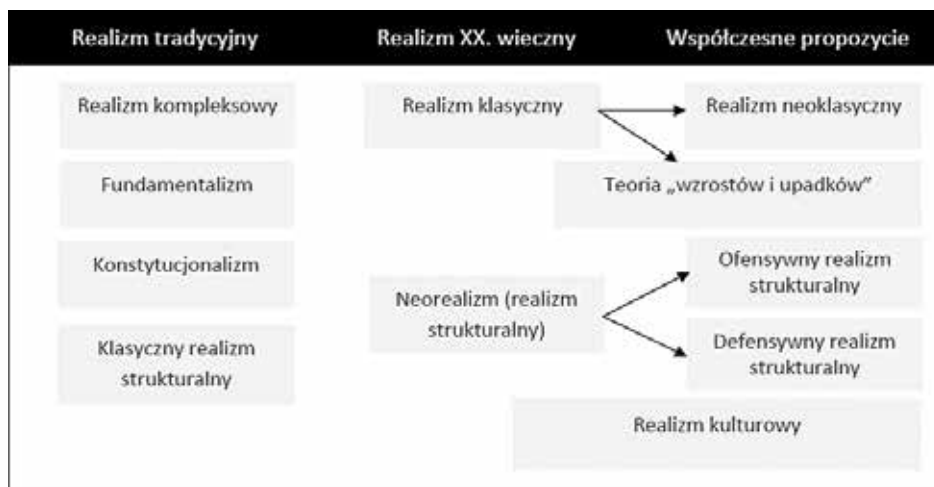 Realizm tradycyjny
Realizm XX. wieczny
Współczesne propozycie
Realizm kompleksowy
Realizm klasyczny
Realizm neoklasyczny
Fundamentalizm
Teoria „wzrostów i upadków”
Konstytucjonalizm
Neorealizm (realizm
strukturalny)
Ofensywny realizm
strukturalny
Klasyczny realizm
strukturalny
Defensywny realizm
strukturalny
Realizm kulturowy